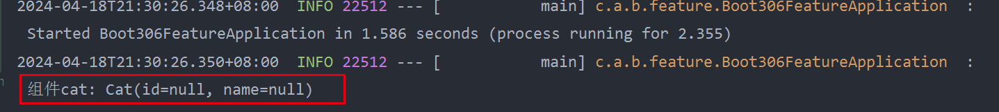 2024-04-18T21:30:26.348+08:00  INFO 22512 --- [           main] c.a.b.feature.Boot306FeatureApplication  :
Started Boot306FeatureApplication in 1.586 seconds (process running for 2.355)
2024-04-18T21:30:26.350+08:00  INFO 22512 --- [           main] c.a.b.feature.Boot306FeatureApplication  :
组件cat: Cat(id=null, name=null)